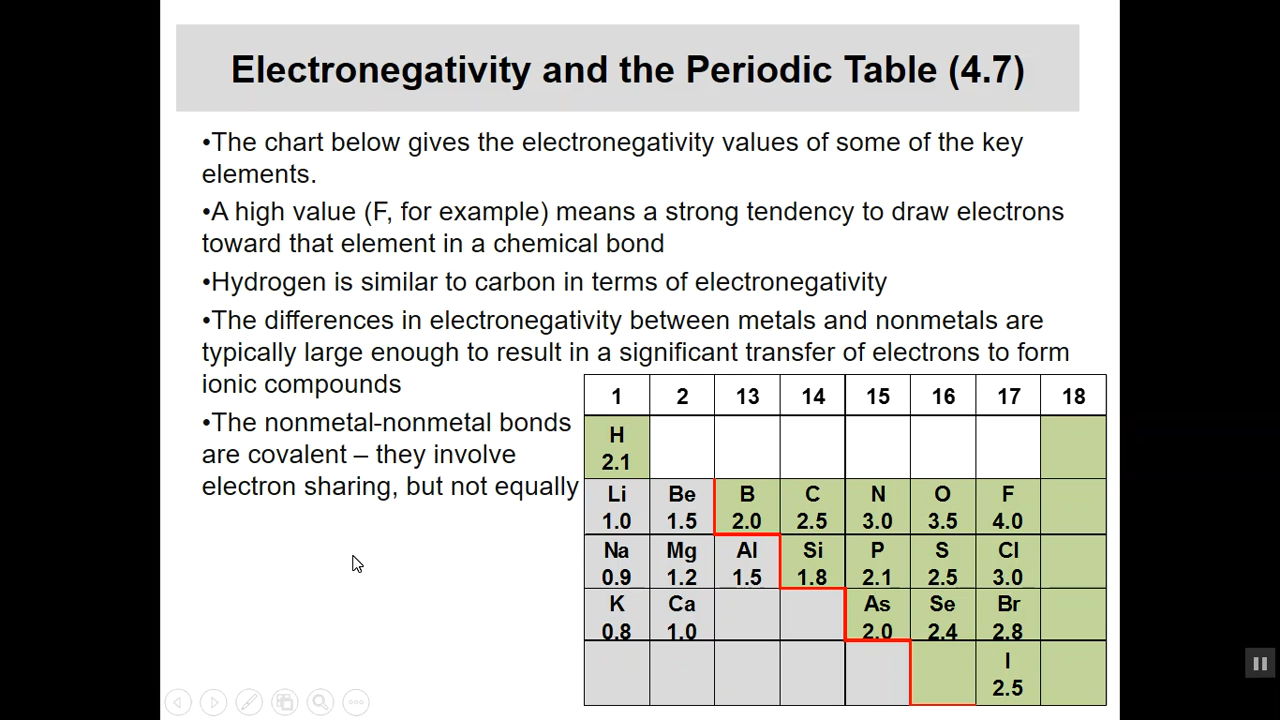 Electronegativity and the Periodic Table (4.7)
•The chart below gives the electronegativity values of some of the key
elements.
•A high value (F, for example) means a strong tendency to draw electrons
toward that element in a chemical bond
•Hydrogen is similar to carbon in terms of electronegativity
•The differences in electronegativity between metals and nonmetals are
typically large enough to result in a significant transfer of electrons to form
ionic compounds
•The nonmetal-nonmetal bonds
are covalent – they involve
electron sharing, but not equally
1 2 13 14 15 16 17 18
H
2.1
Li Be B C N O F
1.0 1.5 2.0 2.5 3.0 3.5 4.0
Na Mg Al Si P S Cl
0.9 1.2 1.5 1.8 2.1 2.5 3.0
K Ca As Se Br
0.8 1.0 2.0 2.4 2.8
I
2.5